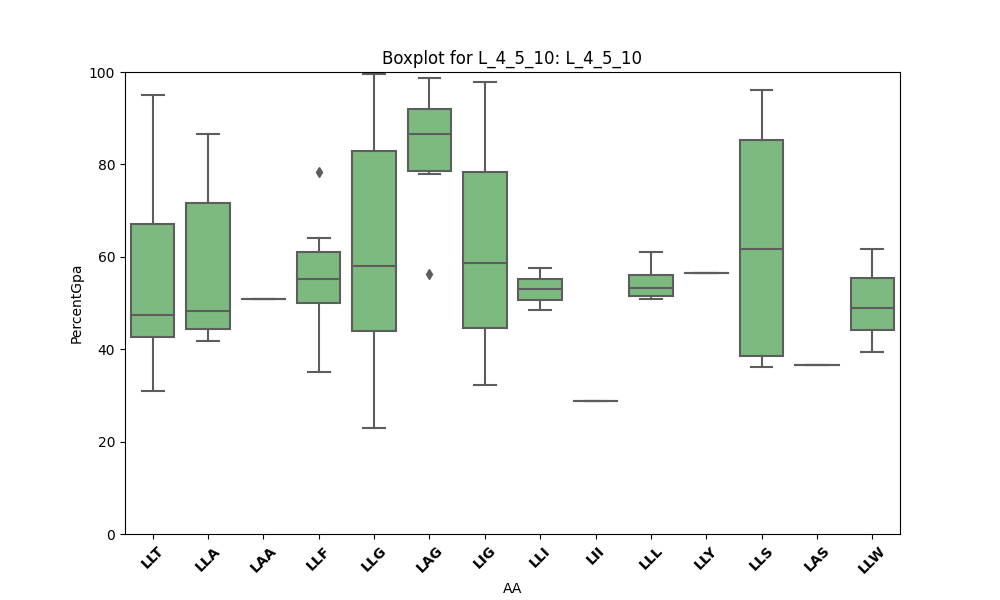 Boxplot for L_4_5_10: L_4_5_10
PercentGpa
100
80
60
40
20
0
LLT LLA LAA LLF LLG LAG LIG LLI LII LLL LLY LLS LAS LLW
AA